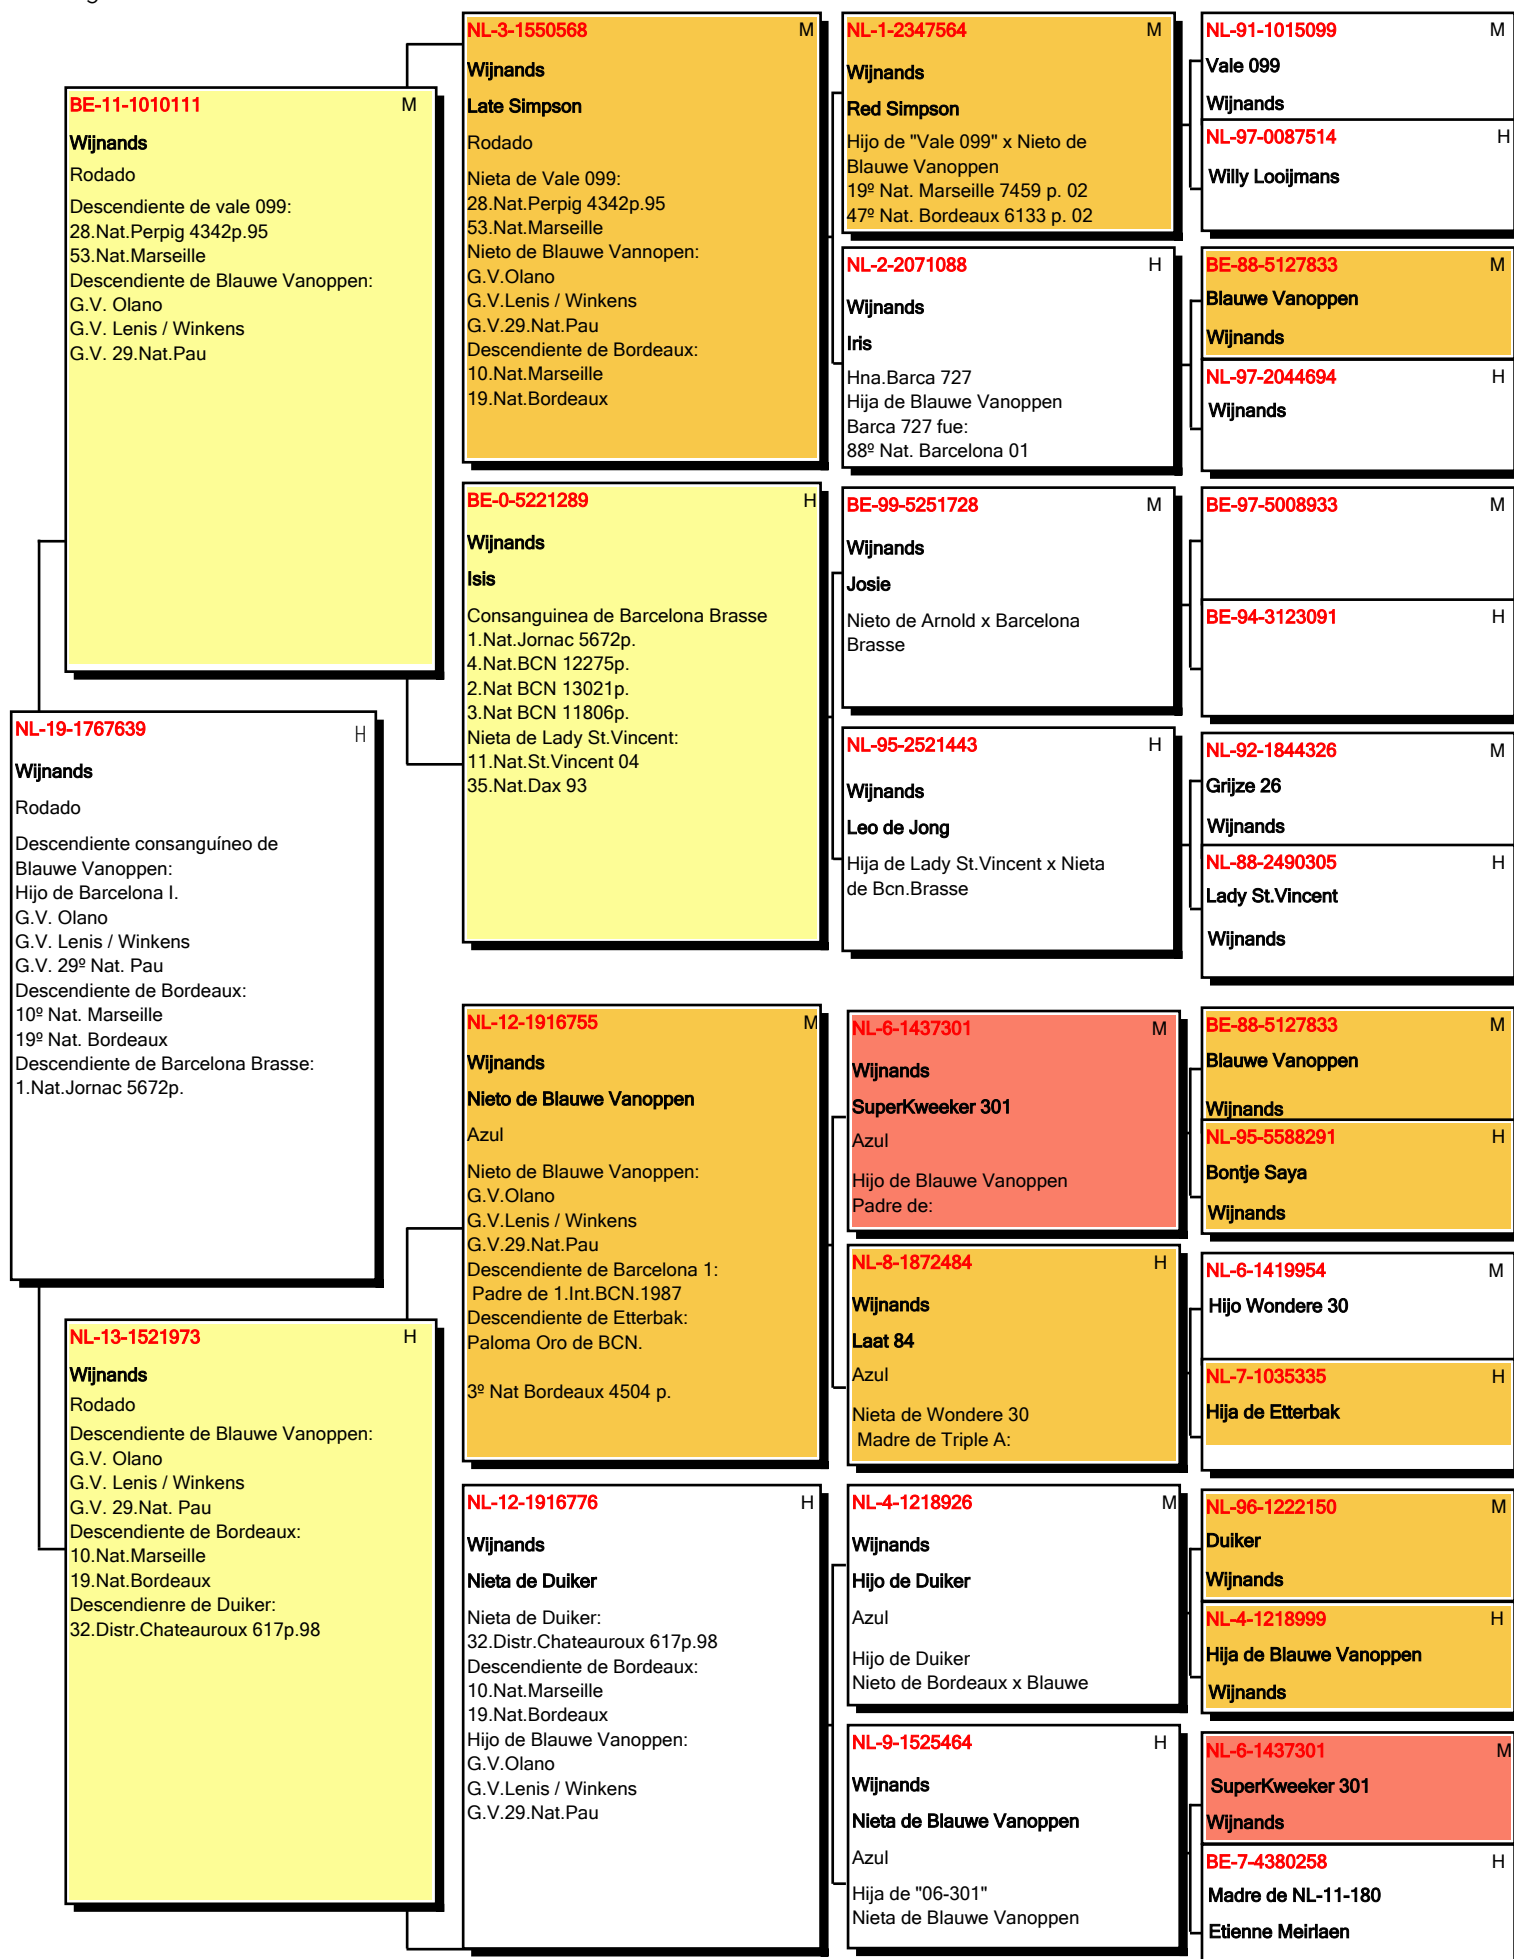 NL-19-1767639 H
Wijnands
Rodado
Descendiente consanguíneo de
Blauwe Vanoppen:
Hijo de Barcelona I.
G.V. Olano
G.V. Lenis / Winkens
G.V. 29º Nat. Pau
Descendiente de Bordeaux:
10º Nat. Marseille
19º Nat. Bordeaux
Descendiente de Barcelona Brasse:
1.Nat.Jornac 5672p.
BE-11-1010111 M
Wijnands
Rodado
Descendiente de vale 099:
28.Nat.Perpig 4342p.95
53.Nat.Marseille
Descendiente de Blauwe Vanoppen:
G.V. Olano
G.V. Lenis / Winkens
G.V. 29.Nat.Pau
NL-13-1521973 H
Wijnands
Rodado
Descendiente de Blauwe Vanoppen:
G.V. Olano
G.V. Lenis / Winkens
G.V. 29.Nat. Pau
Descendiente de Bordeaux:
10.Nat.Marseille
19.Nat.Bordeaux
Descendienre de Duiker:
32.Distr.Chateauroux 617p.98
NL-3-1550568 M
Wijnands
Late Simpson
Rodado
Nieta de Vale 099:
28.Nat.Perpig 4342p.95
53.Nat.Marseille
Nieto de Blauwe Vannopen:
G.V.Olano
G.V.Lenis / Winkens
G.V.29.Nat.Pau
Descendiente de Bordeaux:
10.Nat.Marseille
19.Nat.Bordeaux
BE-0-5221289 H
Wijnands
Isis
Consanguinea de Barcelona Brasse
1.Nat.Jornac 5672p.
4.Nat.BCN 12275p.
2.Nat BCN 13021p.
3.Nat BCN 11806p.
Nieta de Lady St.Vincent:
11.Nat.St.Vincent 04
35.Nat.Dax 93
NL-12-1916755 M
Wijnands
Nieto de Blauwe Vanoppen
Azul
Nieto de Blauwe Vanoppen:
G.V.Olano
G.V.Lenis / Winkens
G.V.29.Nat.Pau
Descendiente de Barcelona 1:
Padre de 1.Int.BCN.1987
Descendiente de Etterbak:
Paloma Oro de BCN.
3º Nat Bordeaux 4504 p.
NL-12-1916776 H
Wijnands
Nieta de Duiker
Nieta de Duiker:
32.Distr.Chateauroux 617p.98
Descendiente de Bordeaux:
10.Nat.Marseille
19.Nat.Bordeaux
Hijo de Blauwe Vanoppen:
G.V.Olano
G.V.Lenis / Winkens
G.V.29.Nat.Pau
NL-1-2347564 M
Wijnands
Red Simpson
Hijo de "Vale 099" x Nieto de
Blauwe Vanoppen
19º Nat. Marseille 7459 p. 02
47º Nat. Bordeaux 6133 p. 02
NL-2-2071088 H
Wijnands
Iris
Hna.Barca 727
Hija de Blauwe Vanoppen
Barca 727 fue:
88º Nat. Barcelona 01
BE-99-5251728 M
Wijnands
Josie
Nieto de Arnold x Barcelona
Brasse
NL-95-2521443 H
Wijnands
Leo de Jong
Hija de Lady St.Vincent x Nieta
de Bcn.Brasse
NL-6-1437301 M
Wijnands
SuperKweeker 301
Azul
Hijo de Blauwe Vanoppen
Padre de:
NL-8-1872484 H
Wijnands
Laat 84
Azul
Nieta de Wondere 30
Madre de Triple A:
NL-4-1218926 M
Wijnands
Hijo de Duiker
Azul
Hijo de Duiker
Nieto de Bordeaux x Blauwe
NL-9-1525464 H
Wijnands
Nieta de Blauwe Vanoppen
Azul
Hija de "06-301"
Nieta de Blauwe Vanoppen
NL-91-1015099 M
Vale 099
Wijnands
NL-97-0087514 H
Willy Looijmans
BE-88-5127833 M
Blauwe Vanoppen
Wijnands
NL-97-2044694 H
Wijnands
BE-97-5008933 M
BE-94-3123091 H
NL-92-1844326 M
Grijze 26
Wijnands
NL-88-2490305 H
Lady St.Vincent
Wijnands
BE-88-5127833 M
Blauwe Vanoppen
Wijnands
NL-95-5588291 H
Bontje Saya
Wijnands
NL-6-1419954 M
Hijo Wondere 30
NL-7-1035335 H
Hija de Etterbak
NL-96-1222150 M
Duiker
Wijnands
NL-4-1218999 H
Hija de Blauwe Vanoppen
Wijnands
NL-6-1437301 M
SuperKweeker 301
Wijnands
BE-7-4380258 H
Madre de NL-11-180
Etienne Meirlaen